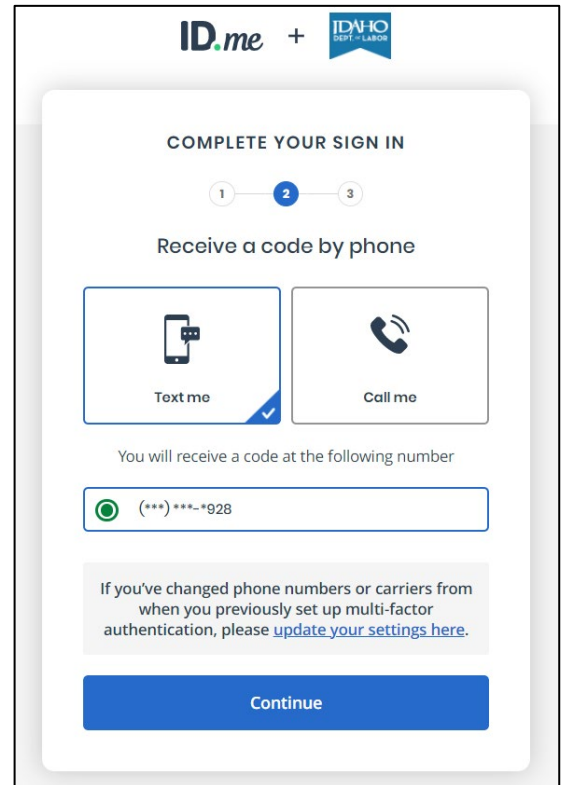 ID.me + IDAHO
DEPT. OF LABOR
COMPLETE YOUR SIGN IN
1 2 3
Receive a code by phone
Text me Call me
You will receive a code at the following number
(***) ***-*928
If you've changed phone numbers or carriers from
when you previously set up multi-factor
authentication, please update your settings here.
Continue